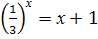 (1/3)^x = x + 1